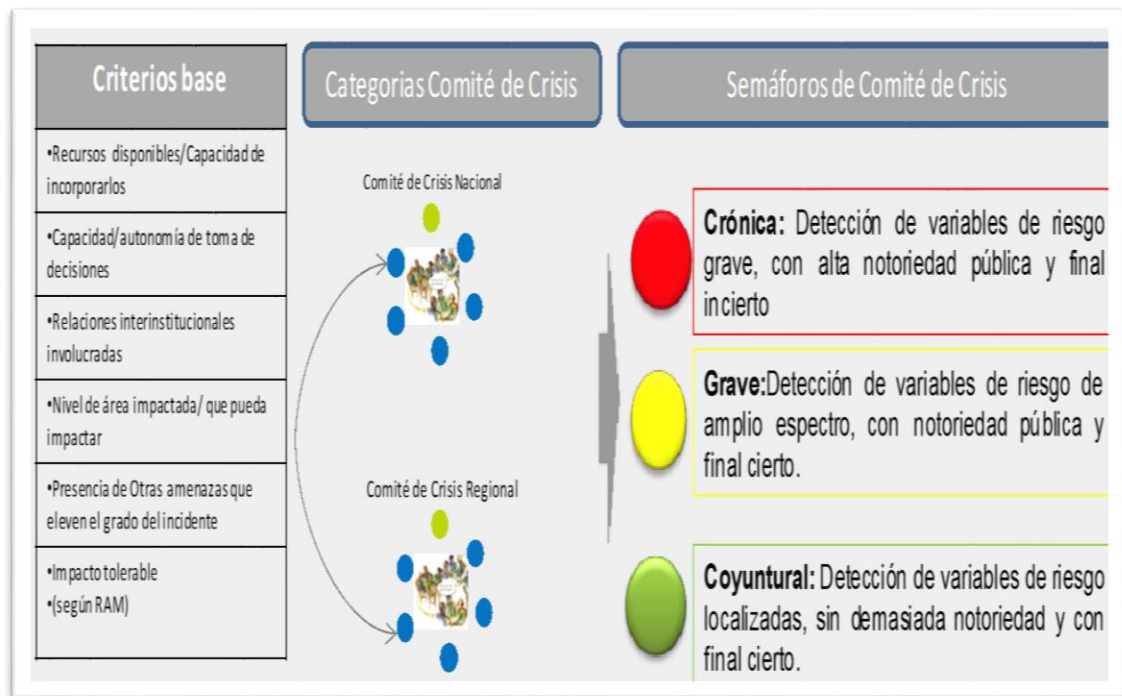 Criterios base
•Recursos disponibles/Capacidad de
incorporarlos
•Capacidad/autonomía de toma de
decisiones
•Relaciones interinstitucionales
involucradas
•Nivel de área impactada/ que pueda
impactar
•Presencia de Otras amenazas que
eleven el grado del incidente
•Impacto tolerable
•(según RAM)
Categorias Comité de Crisis
Comité de Crisis Nacional
Comité de Crisis Regional
Semáforos de Comité de Crisis
Crónica: Detección de variables de riesgo
grave, con alta notoriedad pública y final
incierto
Grave:Detección de variables de riesgo de
amplio espectro, con notoriedad pública y
final cierto.
Coyuntural: Detección de variables de riesgo
localizadas, sin demasiada notoriedad y con
final cierto.